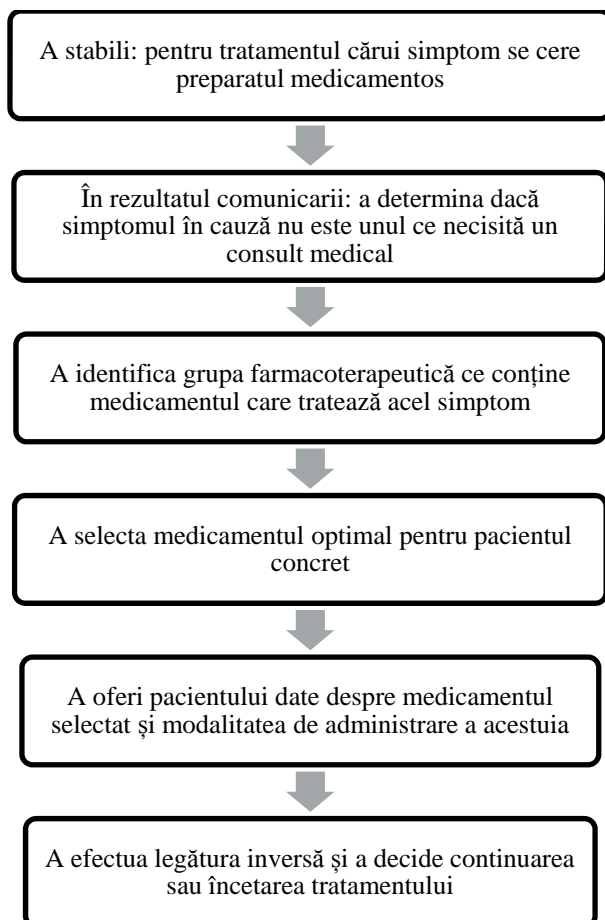 A stabili: pentru tratamentul cărui simptom se cere
preparatul medicamentos
În rezultatul comunicarii: a determina dacă
simptomul în cauză nu este unul ce necisită un
consult medical
A identifica grupa farmacoterapeutică ce conține
medicamentul care tratează acel simptom
A selecta medicamentul optimal pentru pacientul
concret
A oferi pacientului date despre medicamentul
selectat și modalitatea de administrare a acestuia
A efectua legătura inversă și a decide continuarea
sau încetarea tratamentului